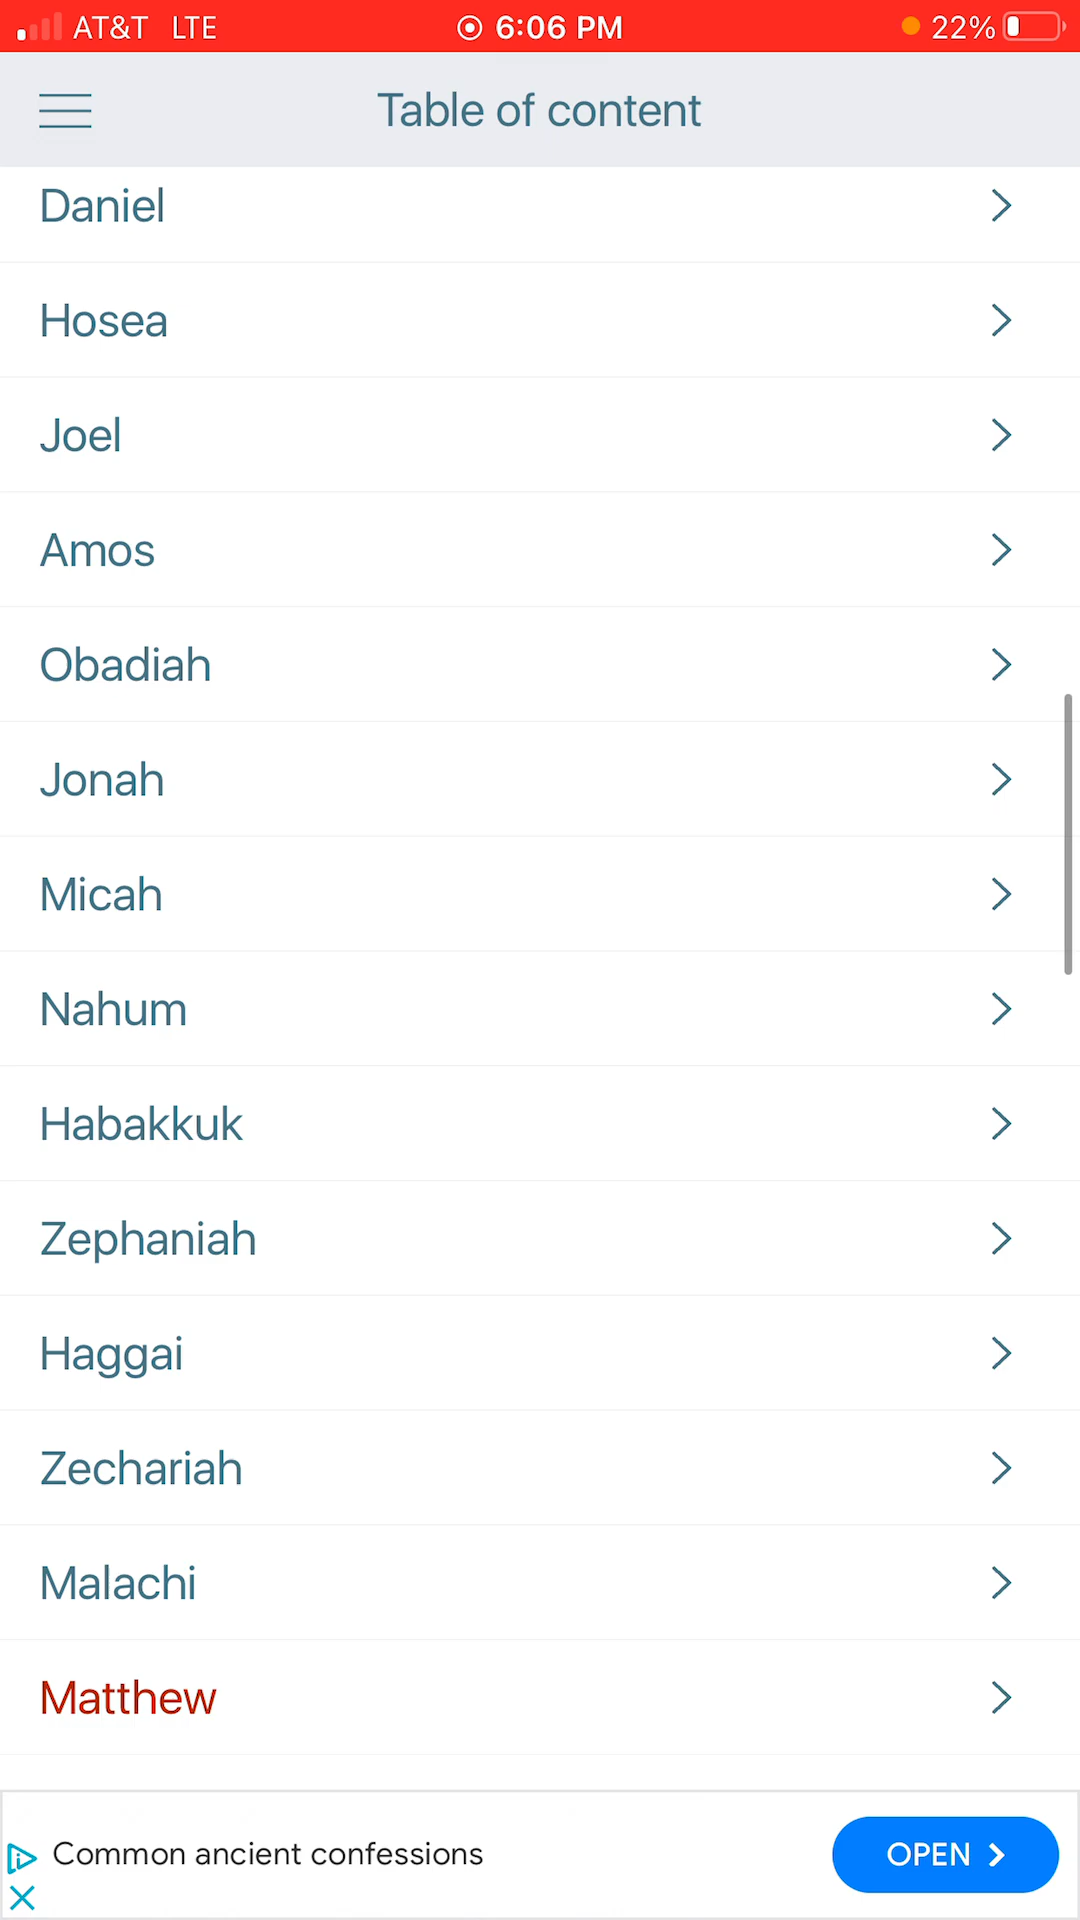 AT&T LTE 6:06 PM 22%
Table of content
Daniel
Hosea
Joel
Amos
Obadiah
Jonah
Micah
Nahum
Habakkuk
Zephaniah
Haggai
Zechariah
Malachi
Matthew
Common ancient confessions OPEN